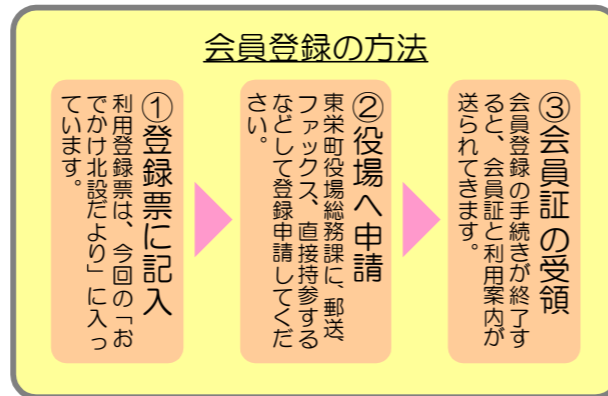 会員登録の方法
①登録票に記入
利用登録票は、今回の「お
でかけ北設だより」に入っ
ています。
②役場へ申請
東栄町役場総務課に、郵送、
ファックス、直接持参する
などして登録申請してくだ
さい。
③会員証の受領
会員登録の手続きが終了す
ると、会員証と利用案内が
送られてきます。